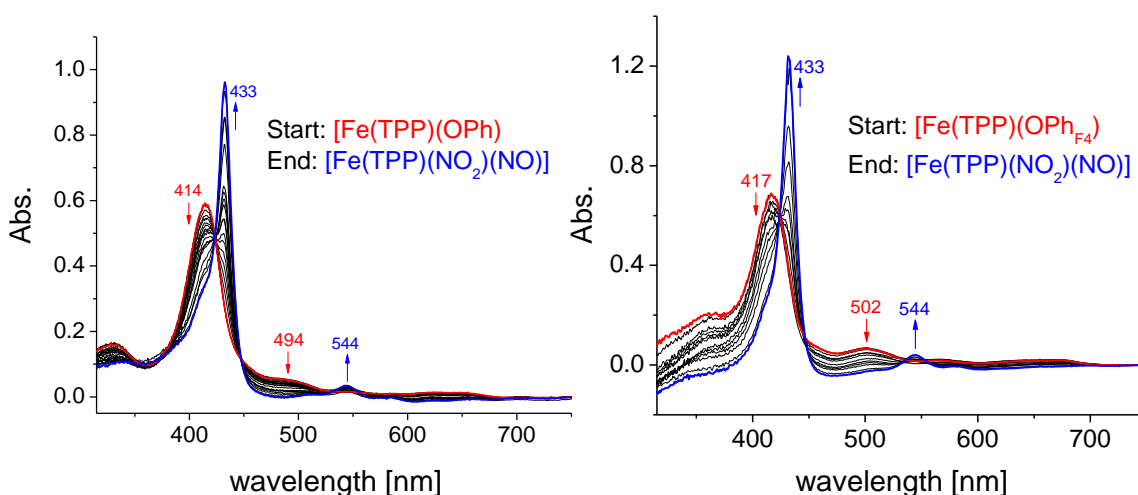 1.0
0.8
0.6
0.4
0.2
0.0
Abs.
414
433
494
544
Start: [Fe(TPP)(OPh)
End: [Fe(TPP)(NO2)(NO)]
400 500 600 700
wavelength [nm]
1.2
0.8
0.4
0.0
Abs.
417
433
502
544
Start: [Fe(TPP)(OPhF4)
End: [Fe(TPP)(NO2)(NO)]
400 500 600 700
wavelength [nm]